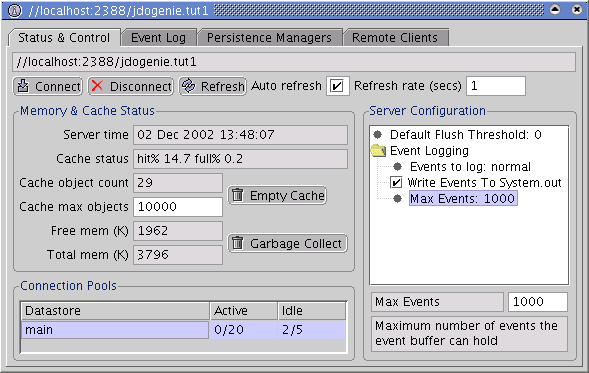 //localhost:2388/jdogenie.tut1
Status & Control Event Log Persistence Managers Remote Clients
//localhost:2388/jdogenie.tut1
Connect Disconnect Refresh Auto refresh Refresh rate (secs) 1
Memory & Cache Status
Server time 02 Dec 2002 13:48:07
Cache status hit% 14.7 full% 0.2
Cache object count 29
Cache max objects 10000
Empty Cache
Free mem (K) 1962
Total mem (K) 3796
Garbage Collect
Connection Pools
Datastore Active Idle
main 0/20 2/5
Server Configuration
Default Flush Threshold: 0
Event Logging
Events to log: normal
Write Events To System.out
Max Events: 1000
Max Events 1000
Maximum number of events the
event buffer can hold